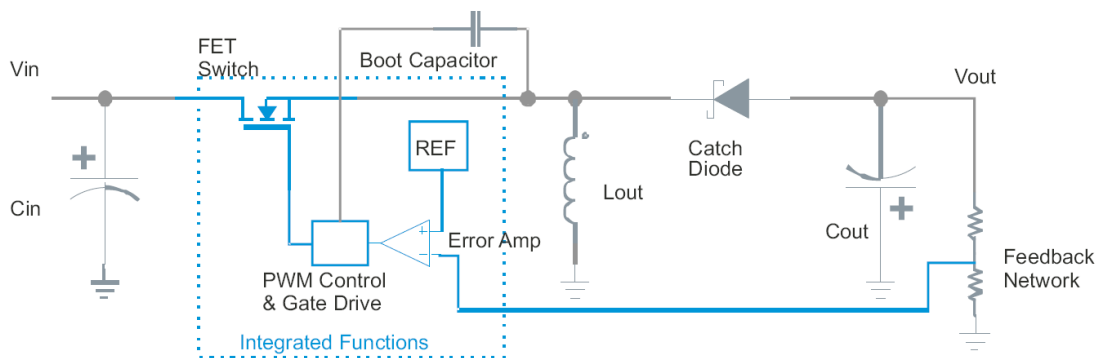 FET
Switch
Boot Capacitor
Vin
Vout
REF
Catch
Diode
Lout
Cin
Cout
Error Amp
Feedback
Network
PWM Control
& Gate Drive
Integrated Functions